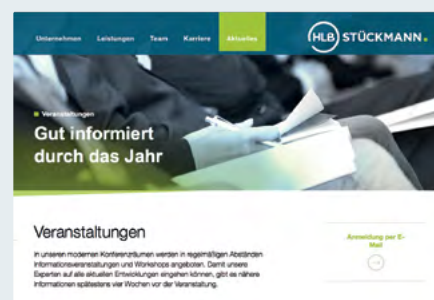 Unternehmen Leistungen Team Karriere Aktuelles
HLB STÜCKMANN
Veranstaltungen
Gut informiert
durch das Jahr
Veranstaltungen
In unseren modernen Konferenzräumen werden in regelmäßigen Abständen
Informationsveranstaltungen und Workshops angeboten. Damit unsere
Experten auf alle aktuellen Entwicklungen eingehen können, gibt es nähere
Informationen spätestens vier Wochen vor der Veranstaltung.
Anmeldung per E-
Mail